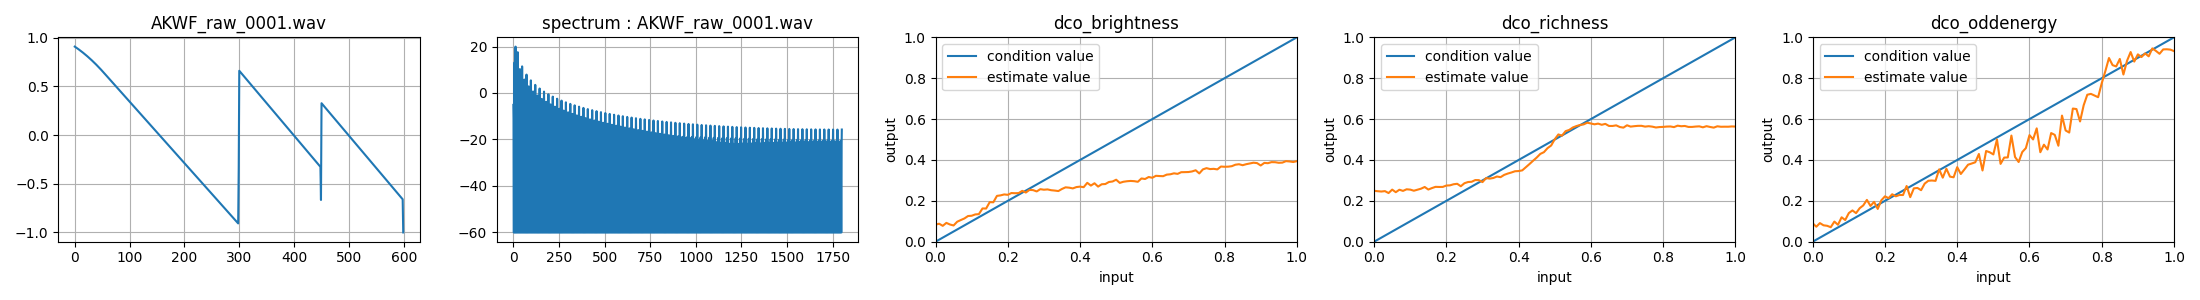 AKWF_raw_0001.wav
1.0
0.5
0.0
−0.5
−1.0
0 100 200 300 400 500 600
spectrum : AKWF_raw_0001.wav
20
0
−20
−40
−60
0 250 500 750 1000 1250 1500 1750
dco_brightness
condition value
estimate value
1.0
0.8
0.6
0.4
0.2
0.0
output
0.0 0.2 0.4 0.6 0.8 1.0
input
dco_richness
condition value
estimate value
1.0
0.8
0.6
0.4
0.2
0.0
output
0.0 0.2 0.4 0.6 0.8 1.0
input
dco_oddenergy
condition value
estimate value
1.0
0.8
0.6
0.4
0.2
0.0
output
0.0 0.2 0.4 0.6 0.8 1.0
input